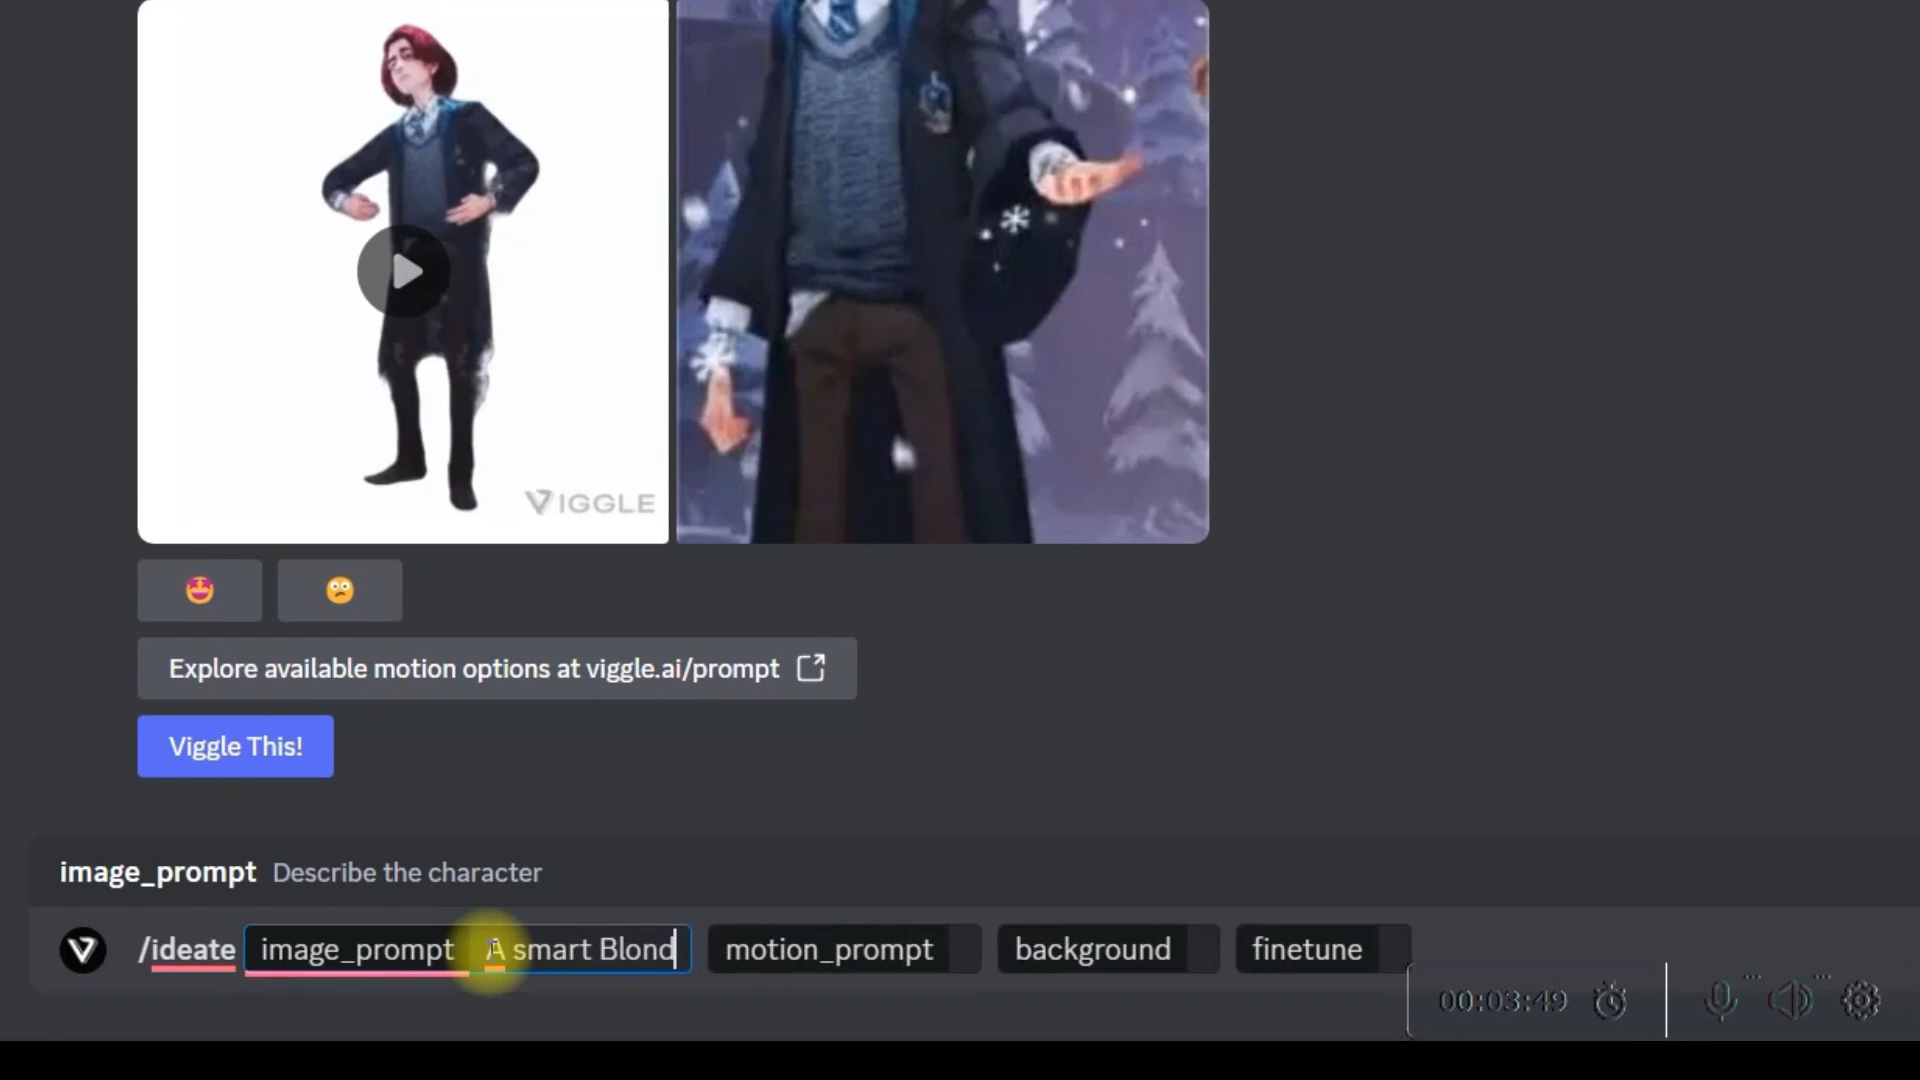 VIGGLE
Explore available motion options at viggle.ai/prompt
Viggle This!
image_prompt Describe the character
/ideate image_prompt A smart Blond motion_prompt background finetune
00:03:49